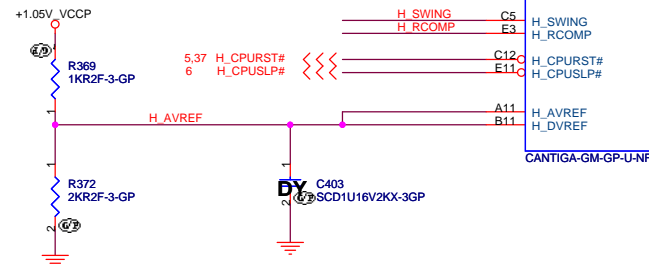 +1.05V_VCCP
H_SWING C5 H_SWING
H_RCOMP E3 H_RCOMP
5,37 H_CPURST# C12 H_CPURST#
6 H_CPUSLP# E11 H_CPUSLP#
R369
1KR2F-3-GP
1
H_AVREF
A11 H_AVREF
B11 H_DVREF
CANTIGA-GM-GP-U-NF
1
R372
2KR2F-3-GP
2
1
DY
C403
SCD1U16V2KX-3GP
2